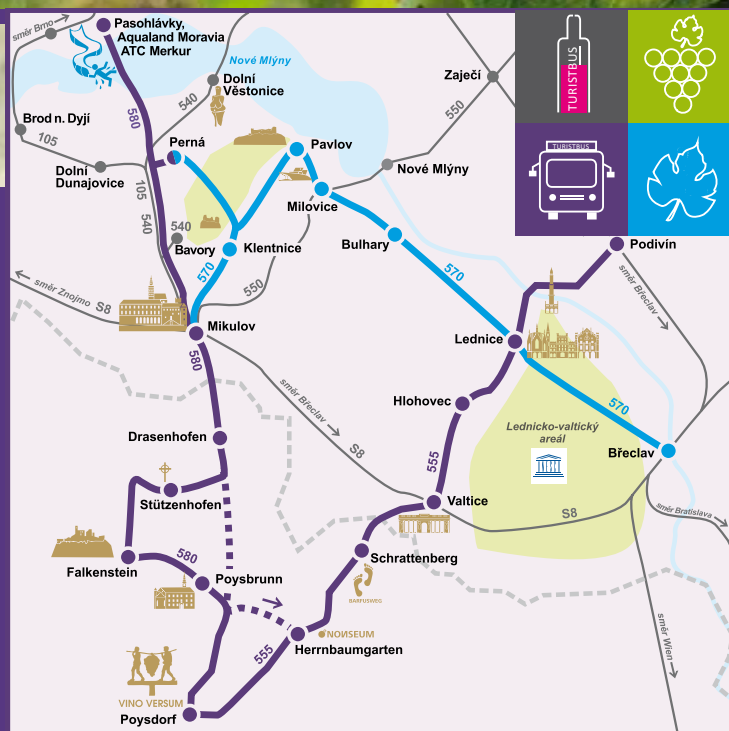 směr Brno
Pasohlávky,
Aqualand Moravia
ATC Merkur
Nové Mlýny
TURISTBUS
TURISTBUS
Dolní
Věstonice
540
Zaječí
550
580
Brod n. Dyjí
105
Perná
Pavlov
Nové Mlýny
Dolní
Dunajovice
105
540
540
Bavory
Klentnice
Milovice
Bulhary
570
550
570
Podivín
směr Břeclav
směr Znojmo
S8
Mikulov
580
Lednice
směr Břeclav
S8
Hlohovec
570
Lednicko-valtický
areál
Břeclav
Drasenhofen
555
Stützenhofen
Valtice
S8
směr Bratislava
Falkenstein
580
Poysbrunn
Schrattenberg
BARFUSWEG
NONSEUM
Herrnbaumgarten
555
směr Wien
VINO VERSUM
Poysdorf